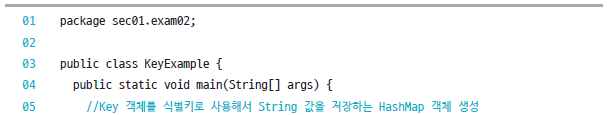 01 package sec01.exam02;
02
03 public class KeyExample {
04 public static void main(String[] args) {
05 //Key 객체를 식별키로 사용해서 String 값을 저장하는 HashMap 객체 생성